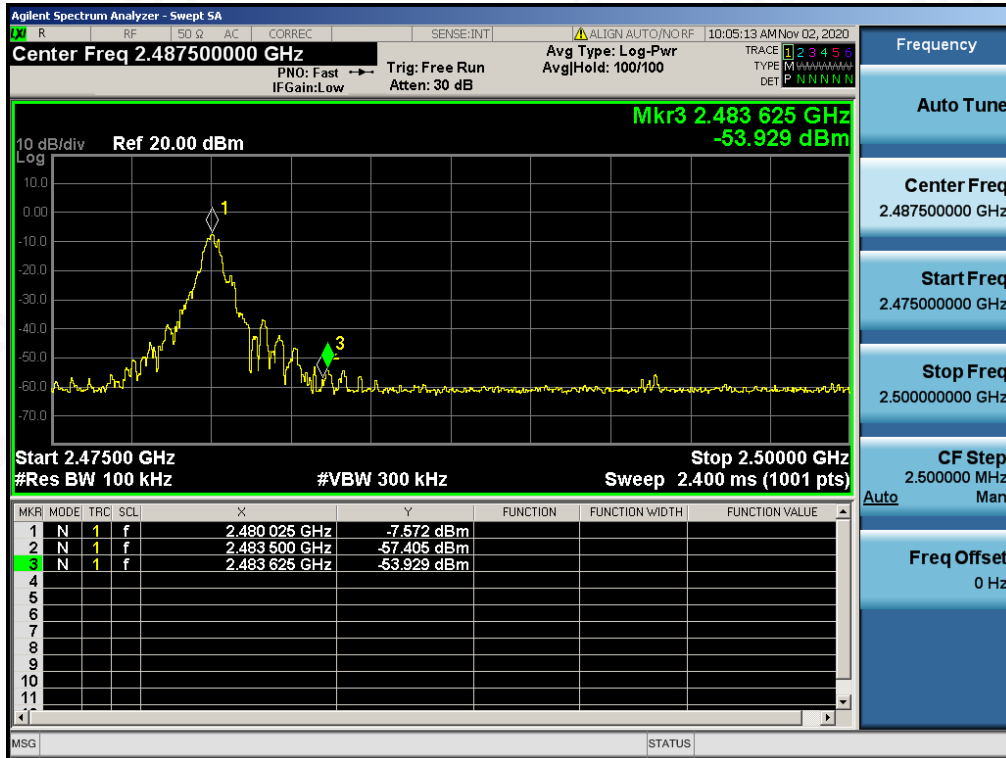 Agilent Spectrum Analyzer - Swept SA
LXI R RF 50 Ω AC CORREC SENSE:INT ALIGN AUTO/NO RF 10:05:13 AM Nov 02, 2020
Center Freq 2.487500000 GHz
PNO: Fast
IFGain:Low
Trig: Free Run
Atten: 30 dB
Avg Type: Log-Pwr
Avg|Hold: 100/100
TRACE 1 2 3 4 5 6
TYPE M WWWWW
DET P N N N N N
Mkr3 2.483 625 GHz
-53.929 dBm
10 dB/div Ref 20.00 dBm
Log
10.0
0.00
-10.0
-20.0
-30.0
-40.0
-50.0
-60.0
-70.0
1
3
Start 2.47500 GHz Stop 2.50000 GHz
#Res BW 100 kHz #VBW 300 kHz Sweep 2.400 ms (1001 pts)
MKR MODE TRC SCL X Y FUNCTION FUNCTION WIDTH FUNCTION VALUE
1 N 1 f 2.480 025 GHz -7.572 dBm
2 N 1 f 2.483 500 GHz -57.405 dBm
3 N 1 f 2.483 625 GHz -53.929 dBm
4
5
6
7
8
9
10
11
MSG STATUS
Frequency
Auto Tune
Center Freq
2.487500000 GHz
Start Freq
2.475000000 GHz
Stop Freq
2.500000000 GHz
CF Step
2.500000 MHz
Auto Man
Freq Offset
0 Hz